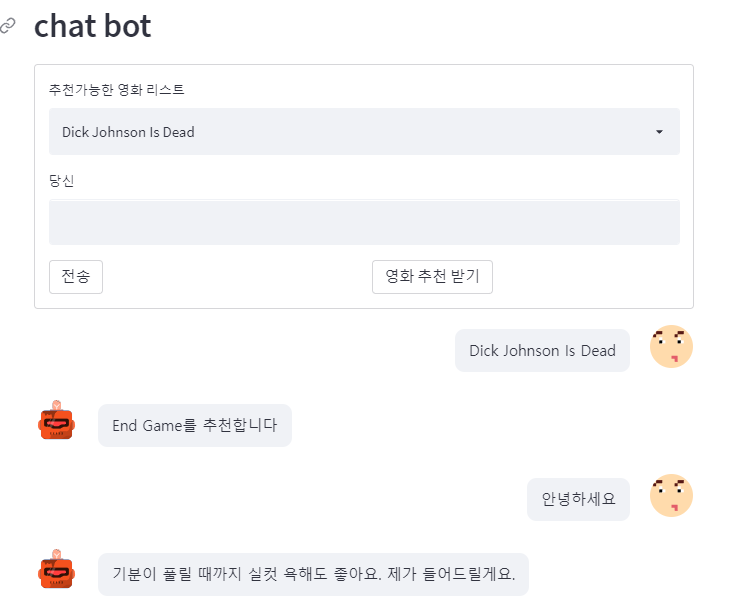 chat bot
추천가능한 영화 리스트
Dick Johnson Is Dead
당신
전송
영화 추천 받기
Dick Johnson Is Dead
End Game를 추천합니다
안녕하세요
기분이 풀릴 때까지 실컷 욕해도 좋아요. 제가 들어드릴게요.